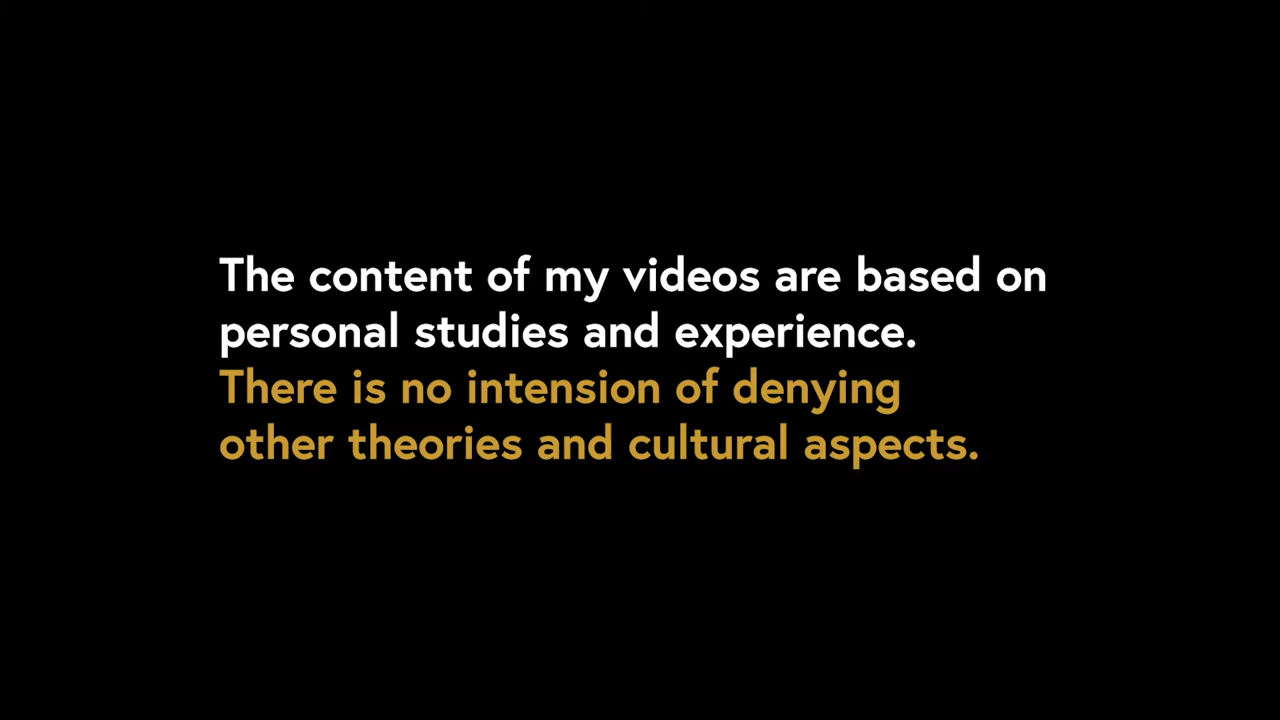 The content of my videos are based on
personal studies and experience.
There is no intension of denying
other theories and cultural aspects.